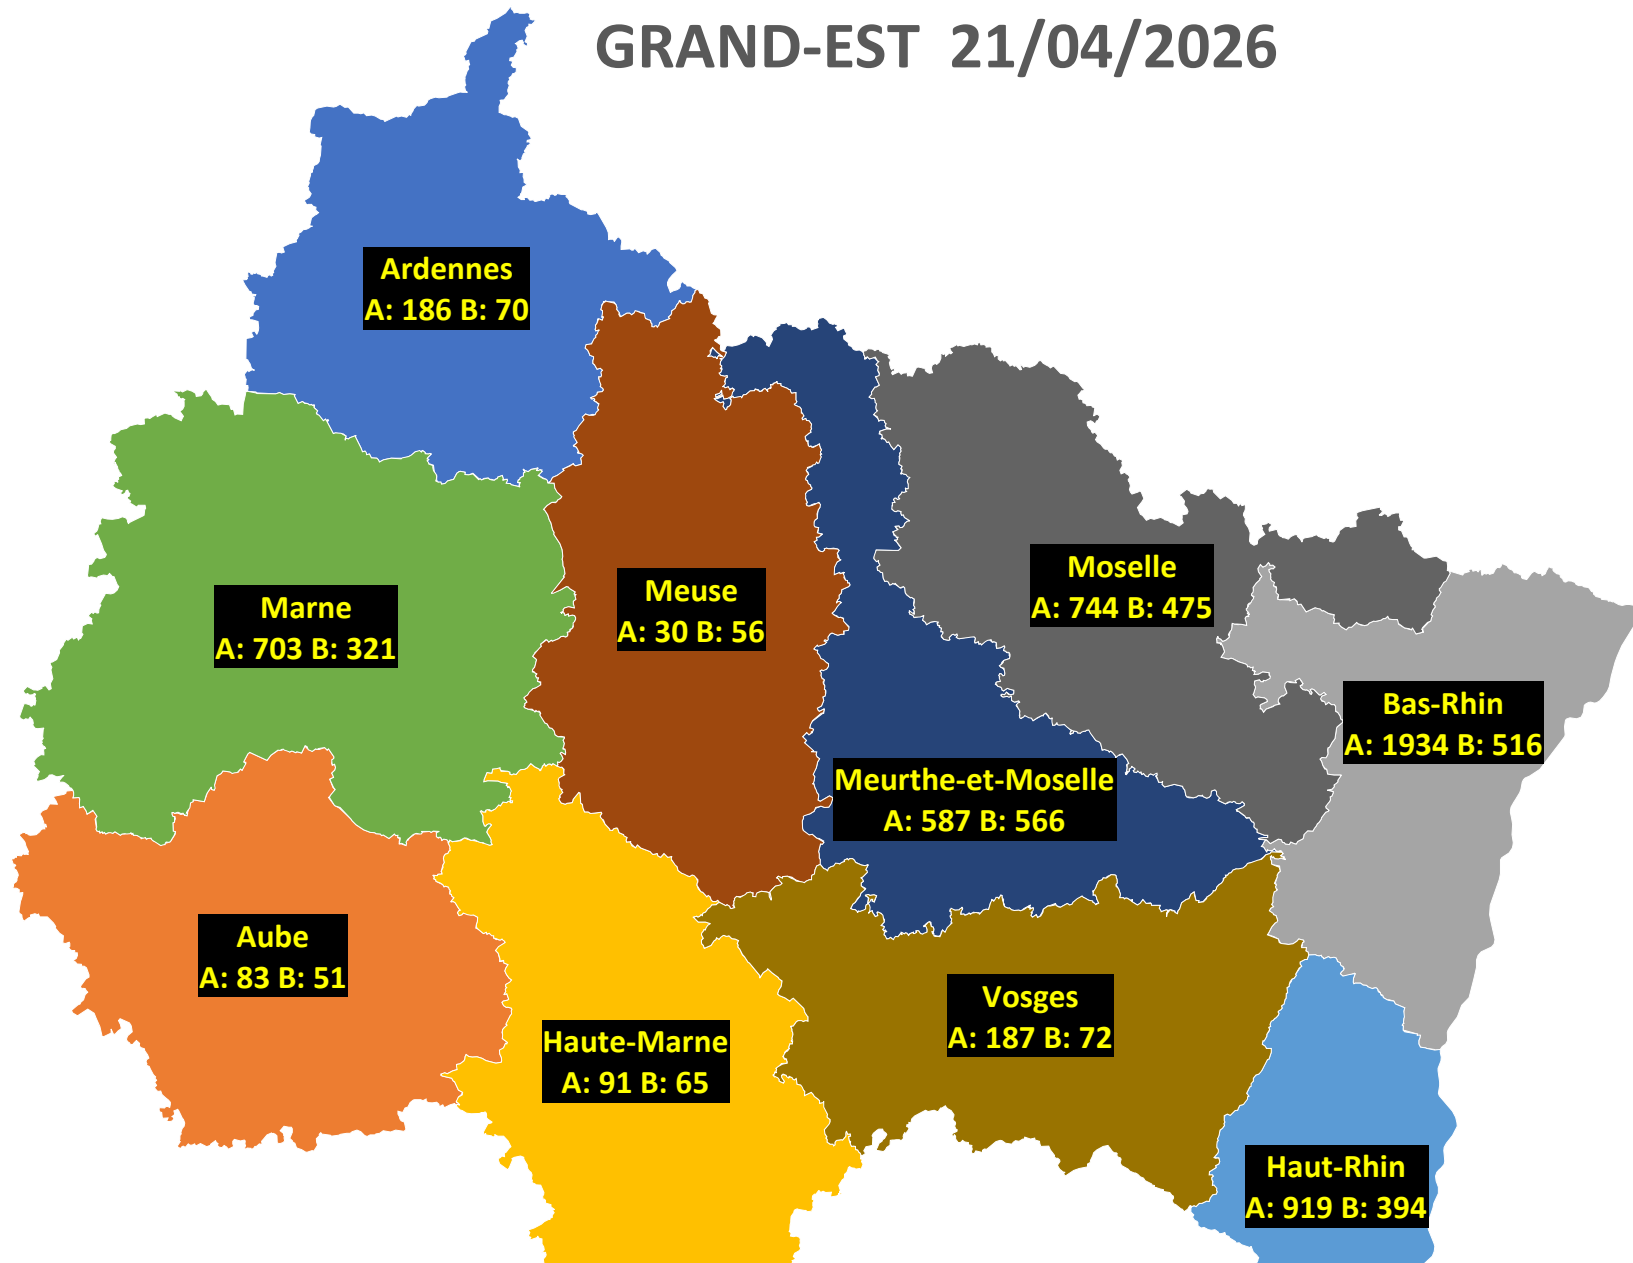 GRAND-EST 21/04/2026
Ardennes
A: 186 B: 70
Marne
A: 703 B: 321
Meuse
A: 30 B: 56
Moselle
A: 744 B: 475
Bas-Rhin
A: 1934 B: 516
Meurthe-et-Moselle
A: 587 B: 566
Aube
A: 83 B: 51
Haute-Marne
A: 91 B: 65
Vosges
A: 187 B: 72
Haut-Rhin
A: 919 B: 394